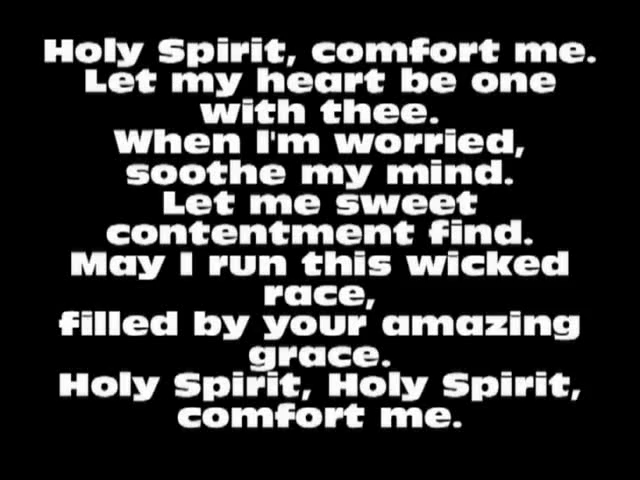 Holy Spirit, comfort me.
Let my heart be one
with thee.
When I'm worried,
soothe my mind.
Let me sweet
contentment find.
May I run this wicked
race,
filled by your amazing
grace.
Holy Spirit, Holy Spirit,
comfort me.